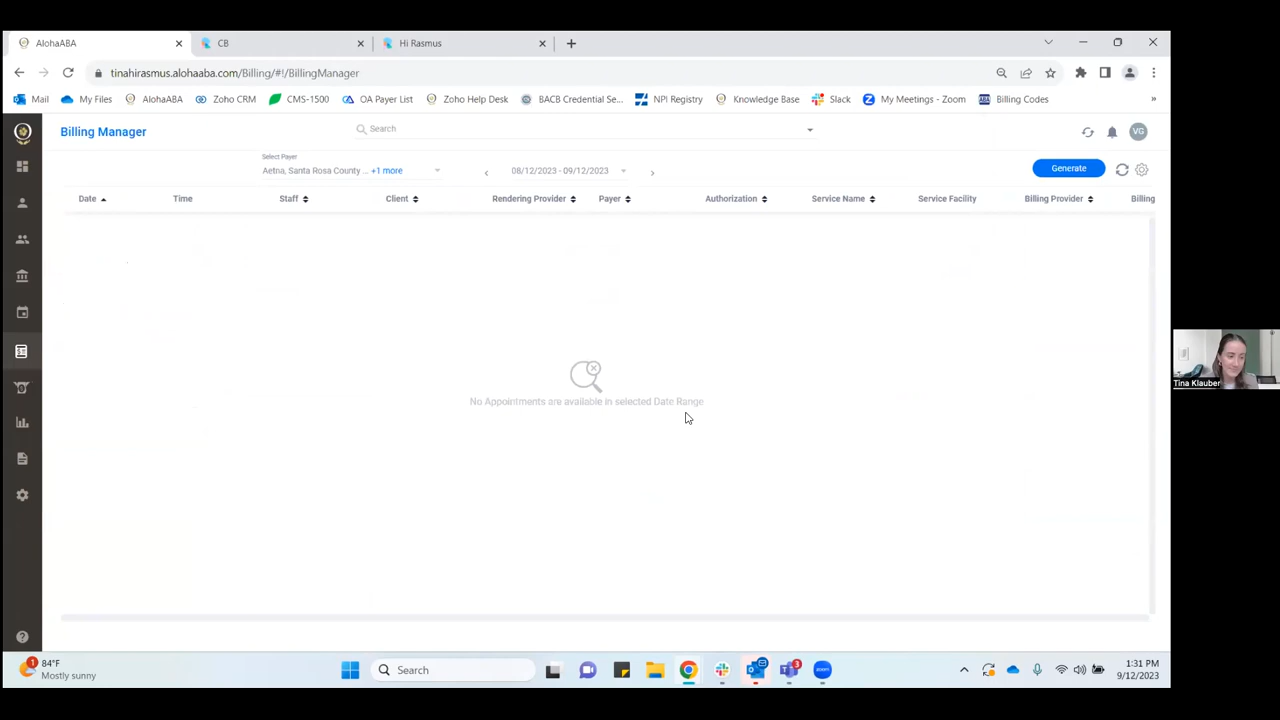 AlohaABA
CB
Hi Rasmus
tinahirasmus.alohaaba.com/Billing/#!/BillingManager
Mail
My Files
AlohaABA
Zoho CRM
CMS-1500
OA Payer List
Zoho Help Desk
BACB Credential Se...
NPI Registry
Knowledge Base
Slack
My Meetings - Zoom
Billing Codes
»
Billing Manager
Search
VG
Select Payer
Aetna, Santa Rosa County ... +1 more
08/12/2023 - 09/12/2023
Generate
Date
Time
Staff
Client
Rendering Provider
Payer
Authorization
Service Name
Service Facility
Billing Provider
Billing
No Appointments are available in selected Date Range
Tina Klauber
1
84°F
Mostly sunny
Search
3
1:31 PM
9/12/2023